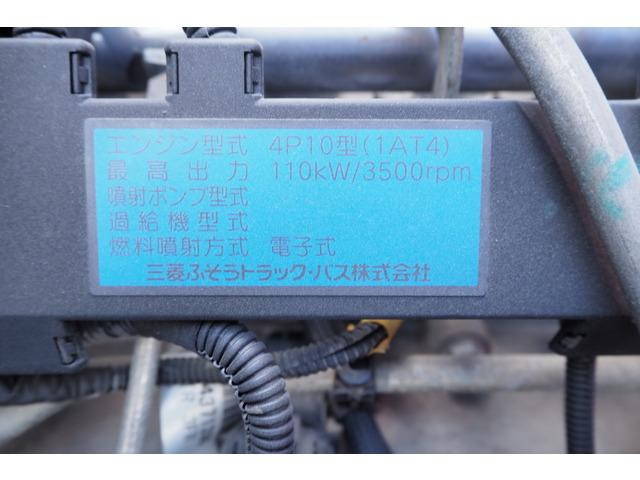 エンジン型式 4P10型(1AT4)
最高出力 110kW/3500rpm
噴射ポンプ型式
過給機型式
燃料噴射方式 電子式
三菱ふそうトラック・バス株式会社